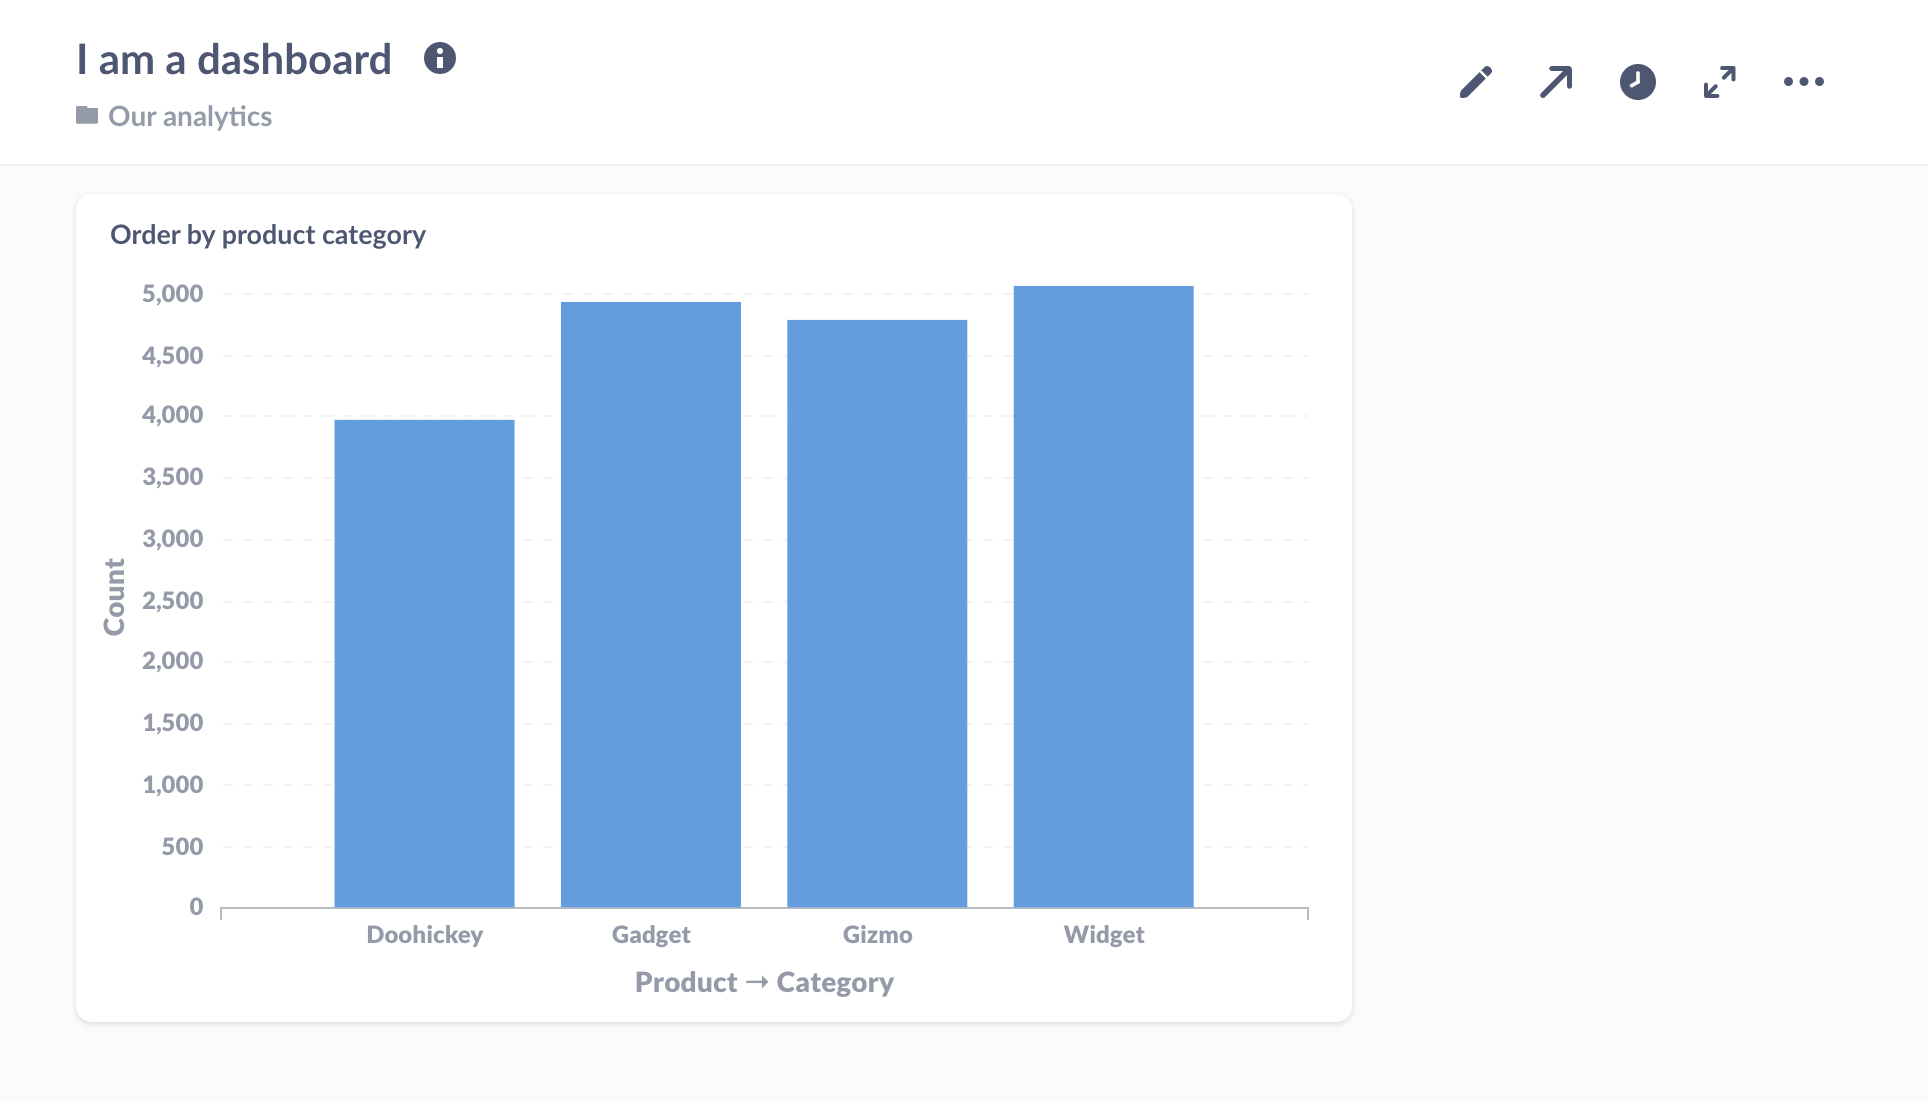 I am a dashboard
Our analytics
Order by product category
5,000
4,500
4,000
3,500
3,000
2,500
2,000
1,500
1,000
500
0
Count
Doohickey Gadget Gizmo Widget
Product → Category